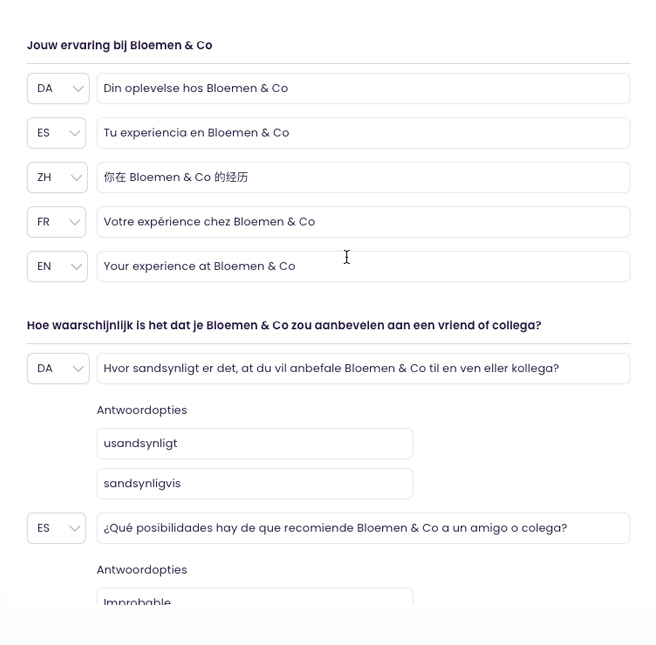 Jouw ervaring bij Bloemen & Co
DA Din oplevelse hos Bloemen & Co
ES Tu experiencia en Bloemen & Co
ZH 你在 Bloemen & Co 的经历
FR Votre expérience chez Bloemen & Co
EN Your experience at Bloemen & Co
Hoe waarschijnlijk is het dat je Bloemen & Co zou aanbevelen aan een vriend of collega?
DA Hvor sandsynligt er det, at du vil anbefale Bloemen & Co til en ven eller kollega?
Antwoordopties
usandsynligt
sandsynligvis
ES ¿Qué posibilidades hay de que recomiende Bloemen & Co a un amigo o colega?
Antwoordopties
Improbable